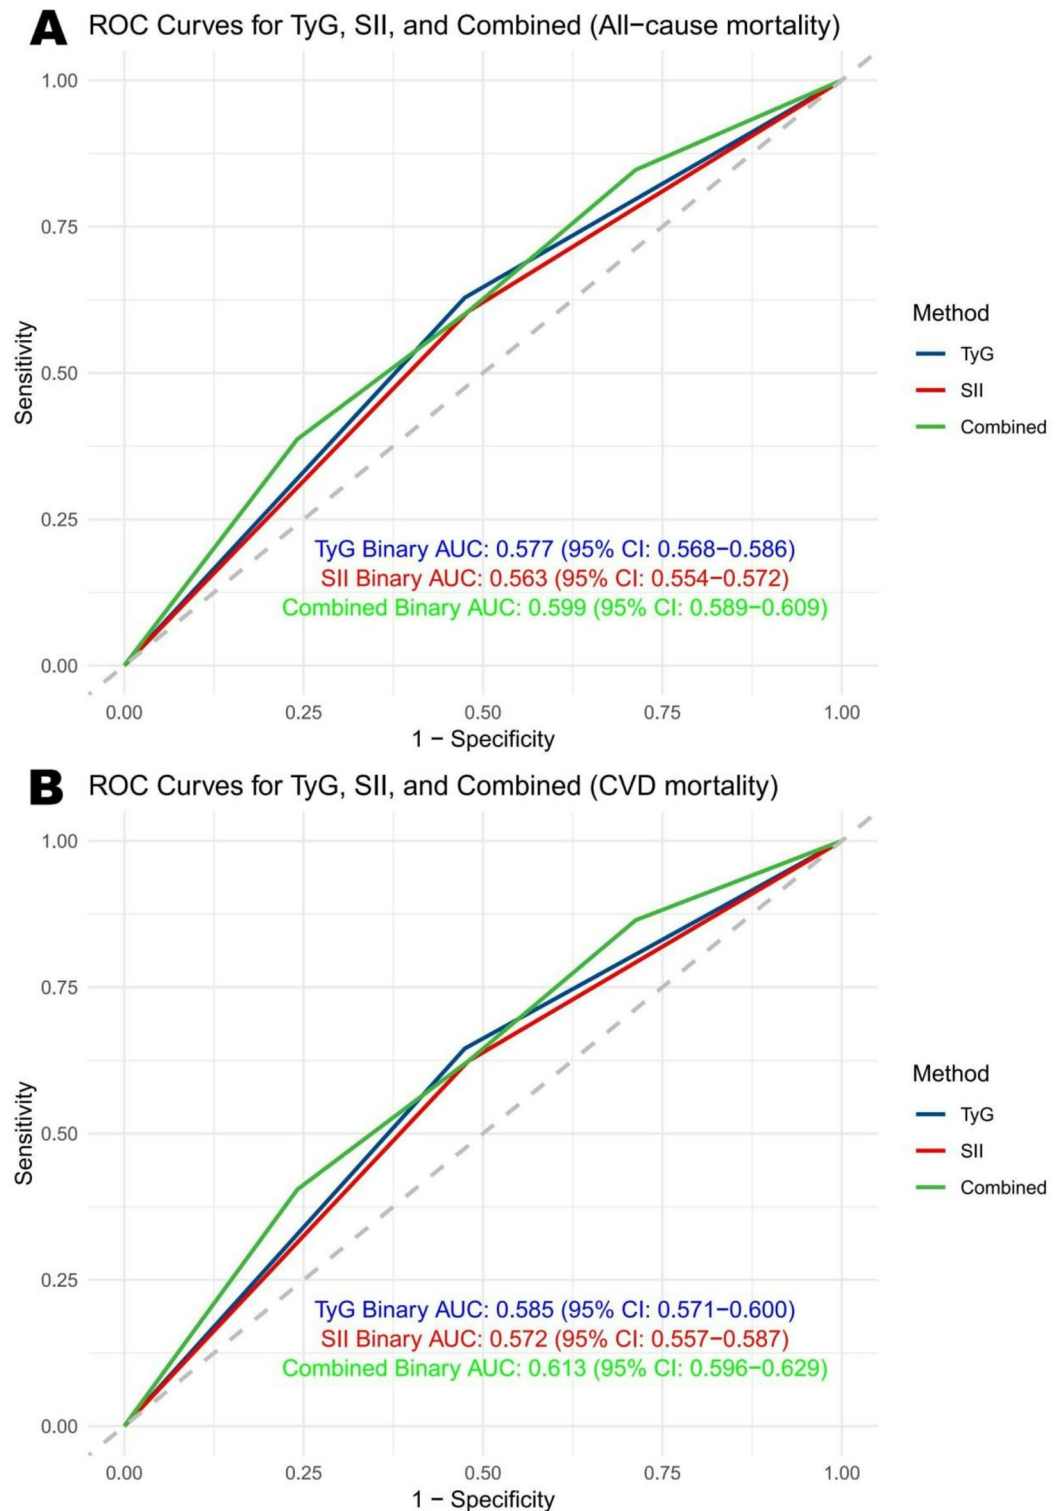 A ROC Curves for TyG, SII, and Combined (All−cause mortality)
1.00
0.75
0.50
0.25
0.00
Sensitivity
TyG Binary AUC: 0.577 (95% CI: 0.568−0.586)
SII Binary AUC: 0.563 (95% CI: 0.554−0.572)
Combined Binary AUC: 0.599 (95% CI: 0.589−0.609)
0.00 0.25 0.50 0.75 1.00
1 − Specificity
Method
TyG
SII
Combined
B ROC Curves for TyG, SII, and Combined (CVD mortality)
1.00
0.75
0.50
0.25
0.00
Sensitivity
TyG Binary AUC: 0.585 (95% CI: 0.571−0.600)
SII Binary AUC: 0.572 (95% CI: 0.557−0.587)
Combined Binary AUC: 0.613 (95% CI: 0.596−0.629)
0.00 0.25 0.50 0.75 1.00
1 − Specificity
Method
TyG
SII
Combined